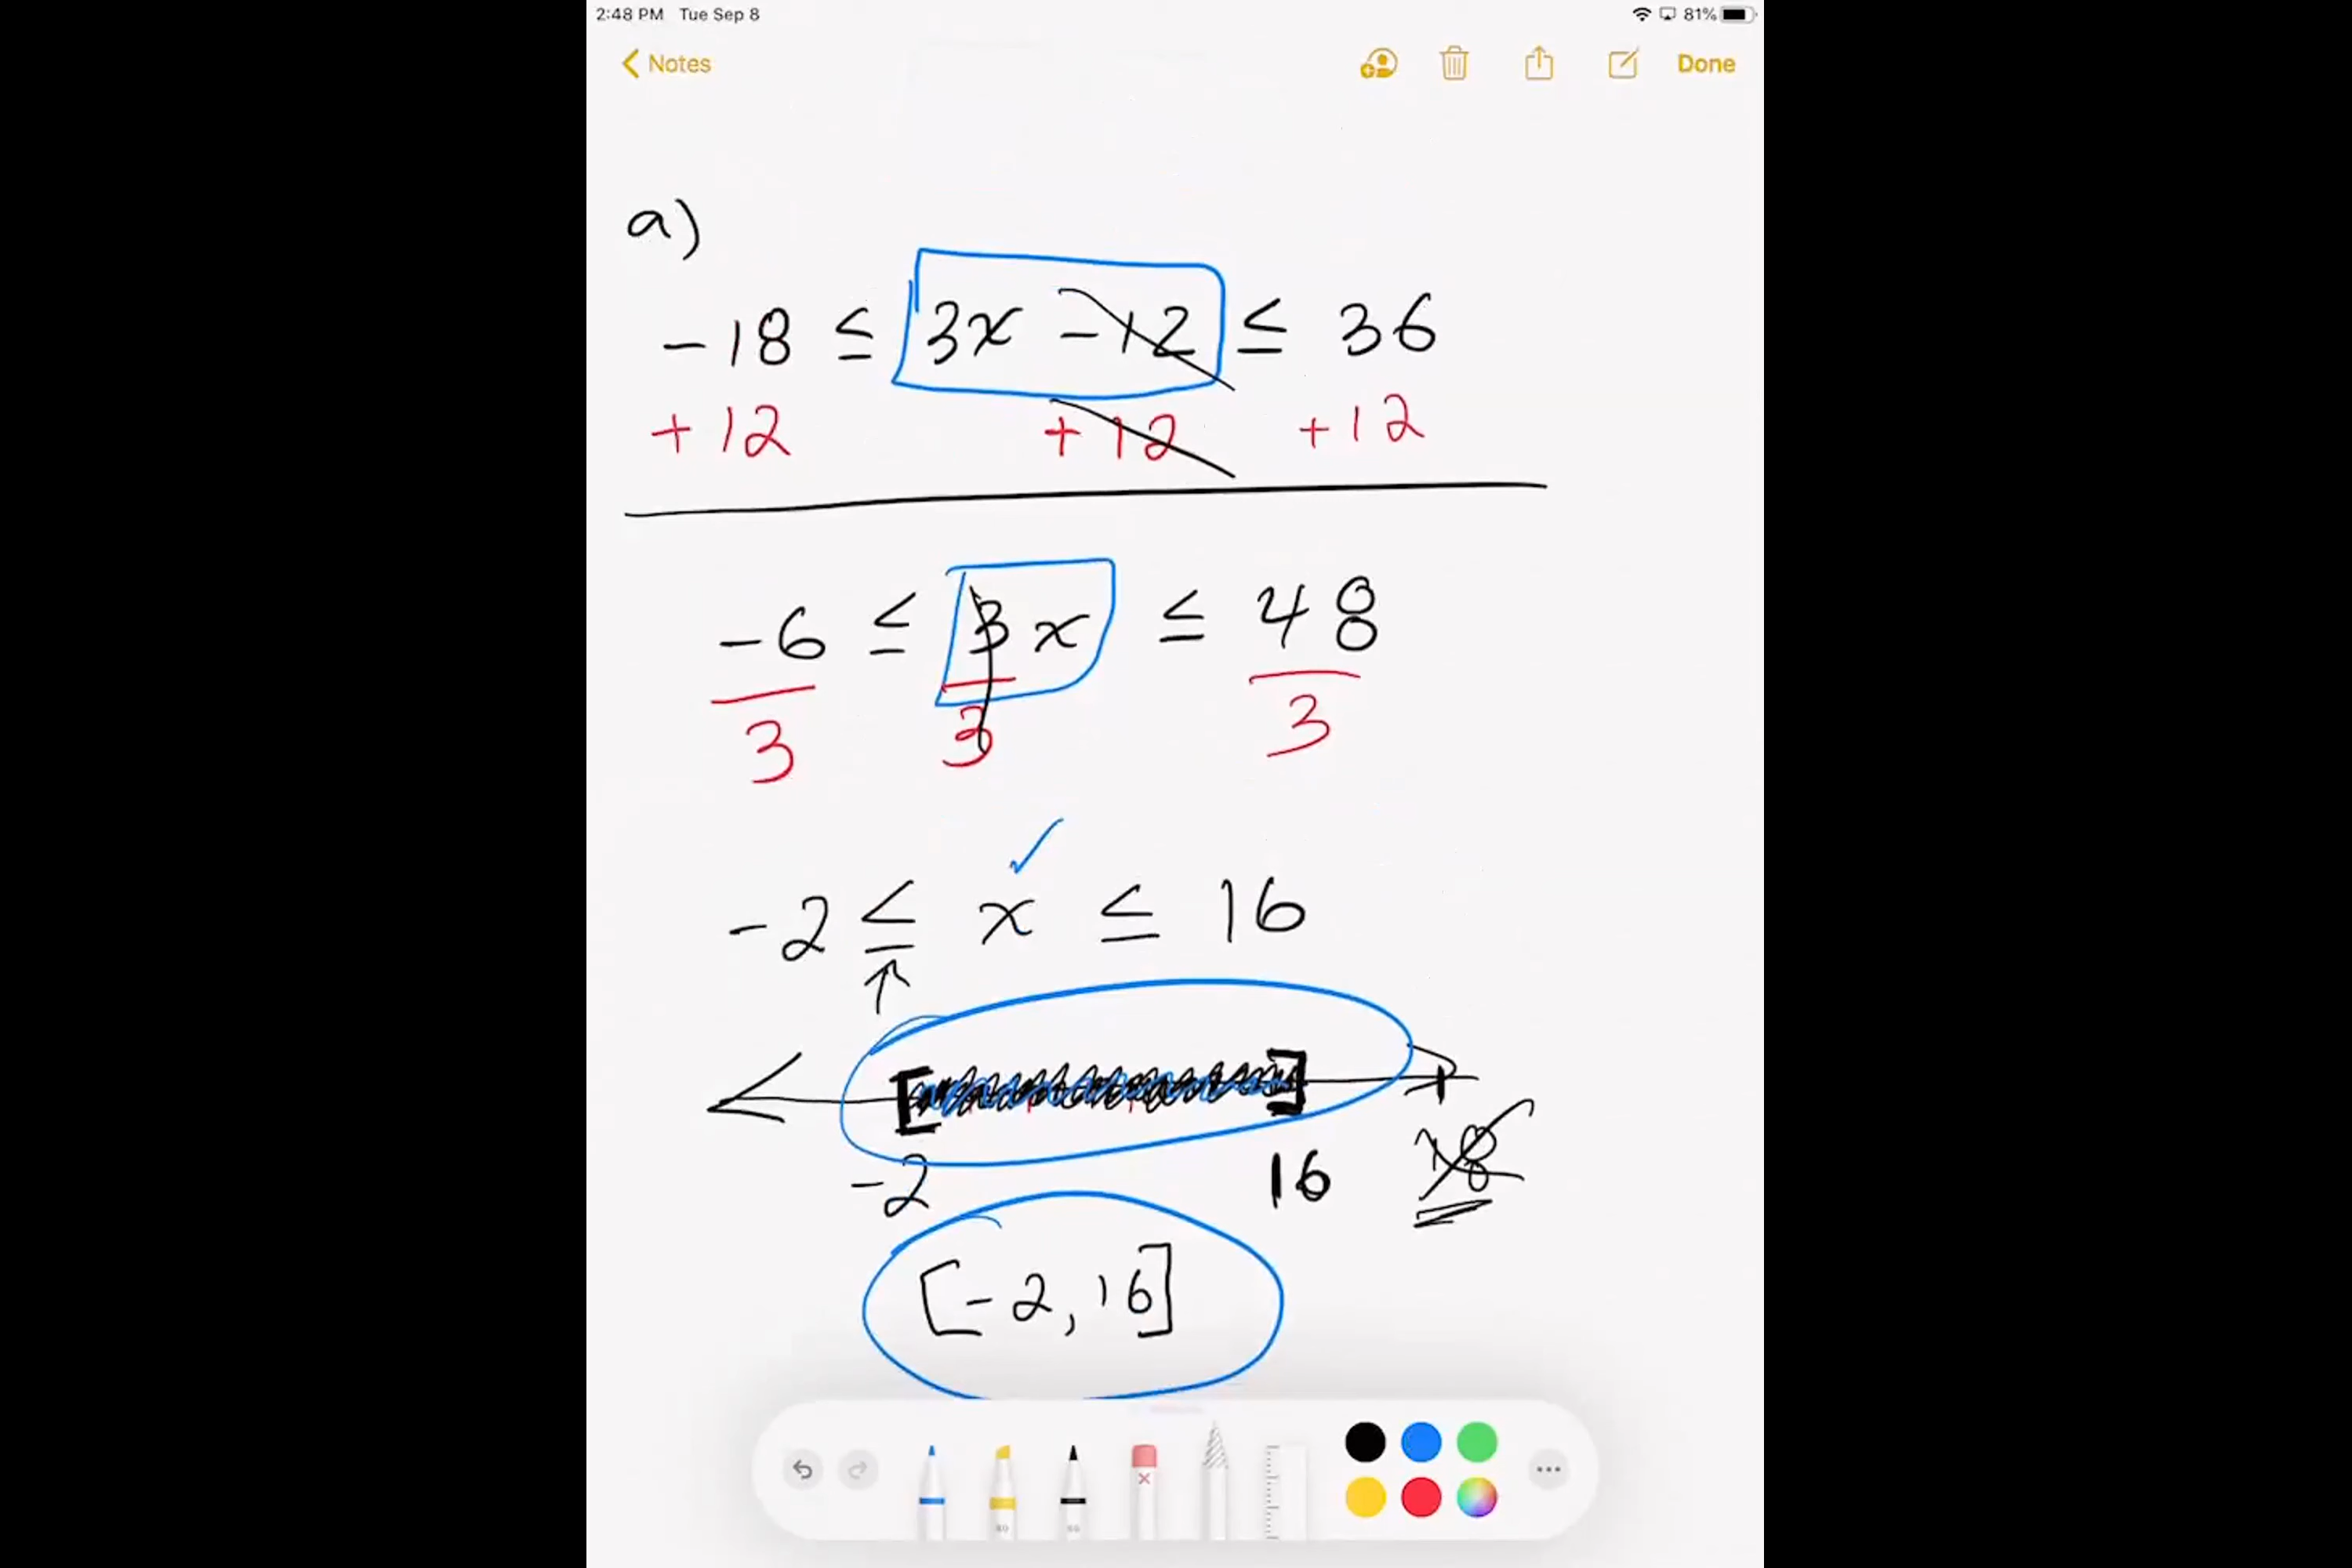 2:48 PM Tue Sep 8 81%
Notes Done
a)
-18 ≤ 3x -12 ≤ 36
+12 +12 +12
-6 ≤ 3x ≤ 48
3 3 3
-2 ≤ x ≤ 16
-2 16
[-2, 16]